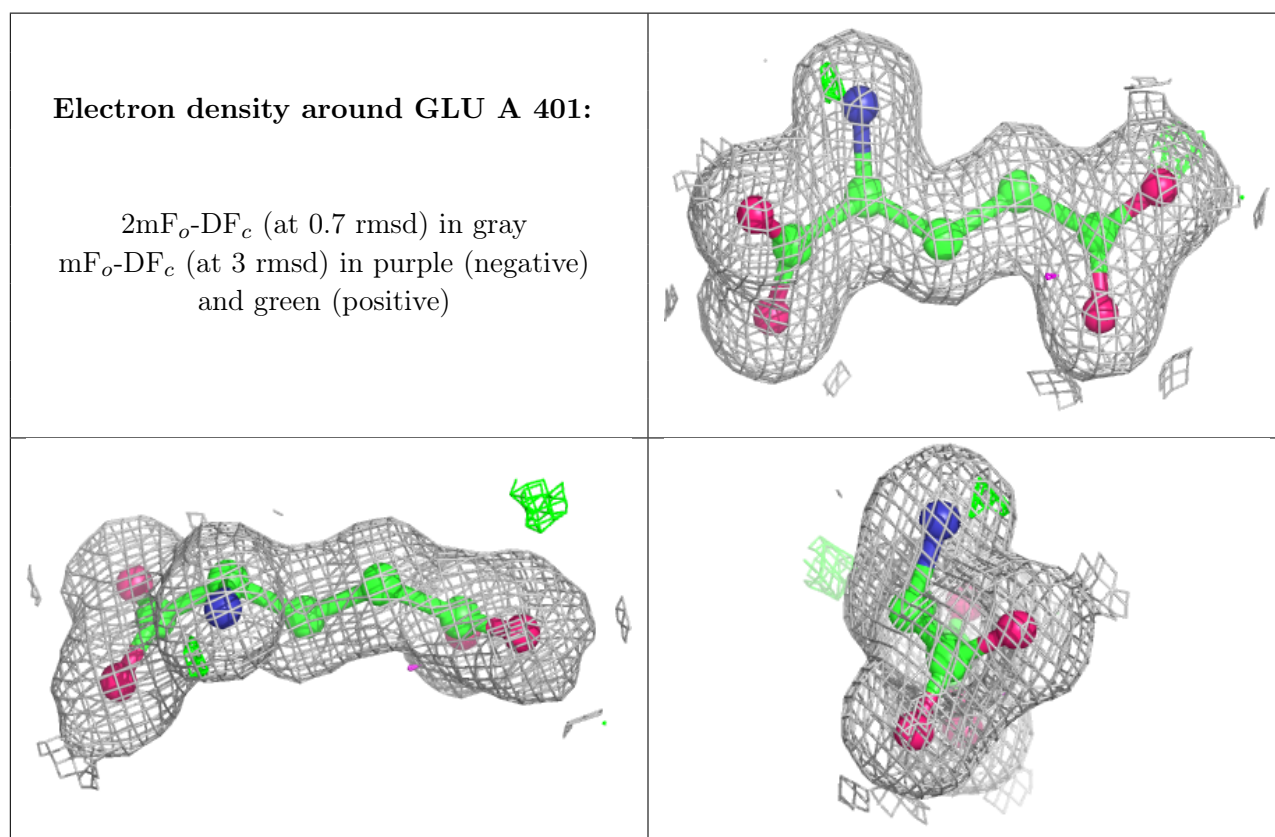 Electron density around GLU A 401:
2mFₒ-DF𝒸 (at 0.7 rmsd) in gray
mFₒ-DF𝒸 (at 3 rmsd) in purple (negative)
and green (positive)